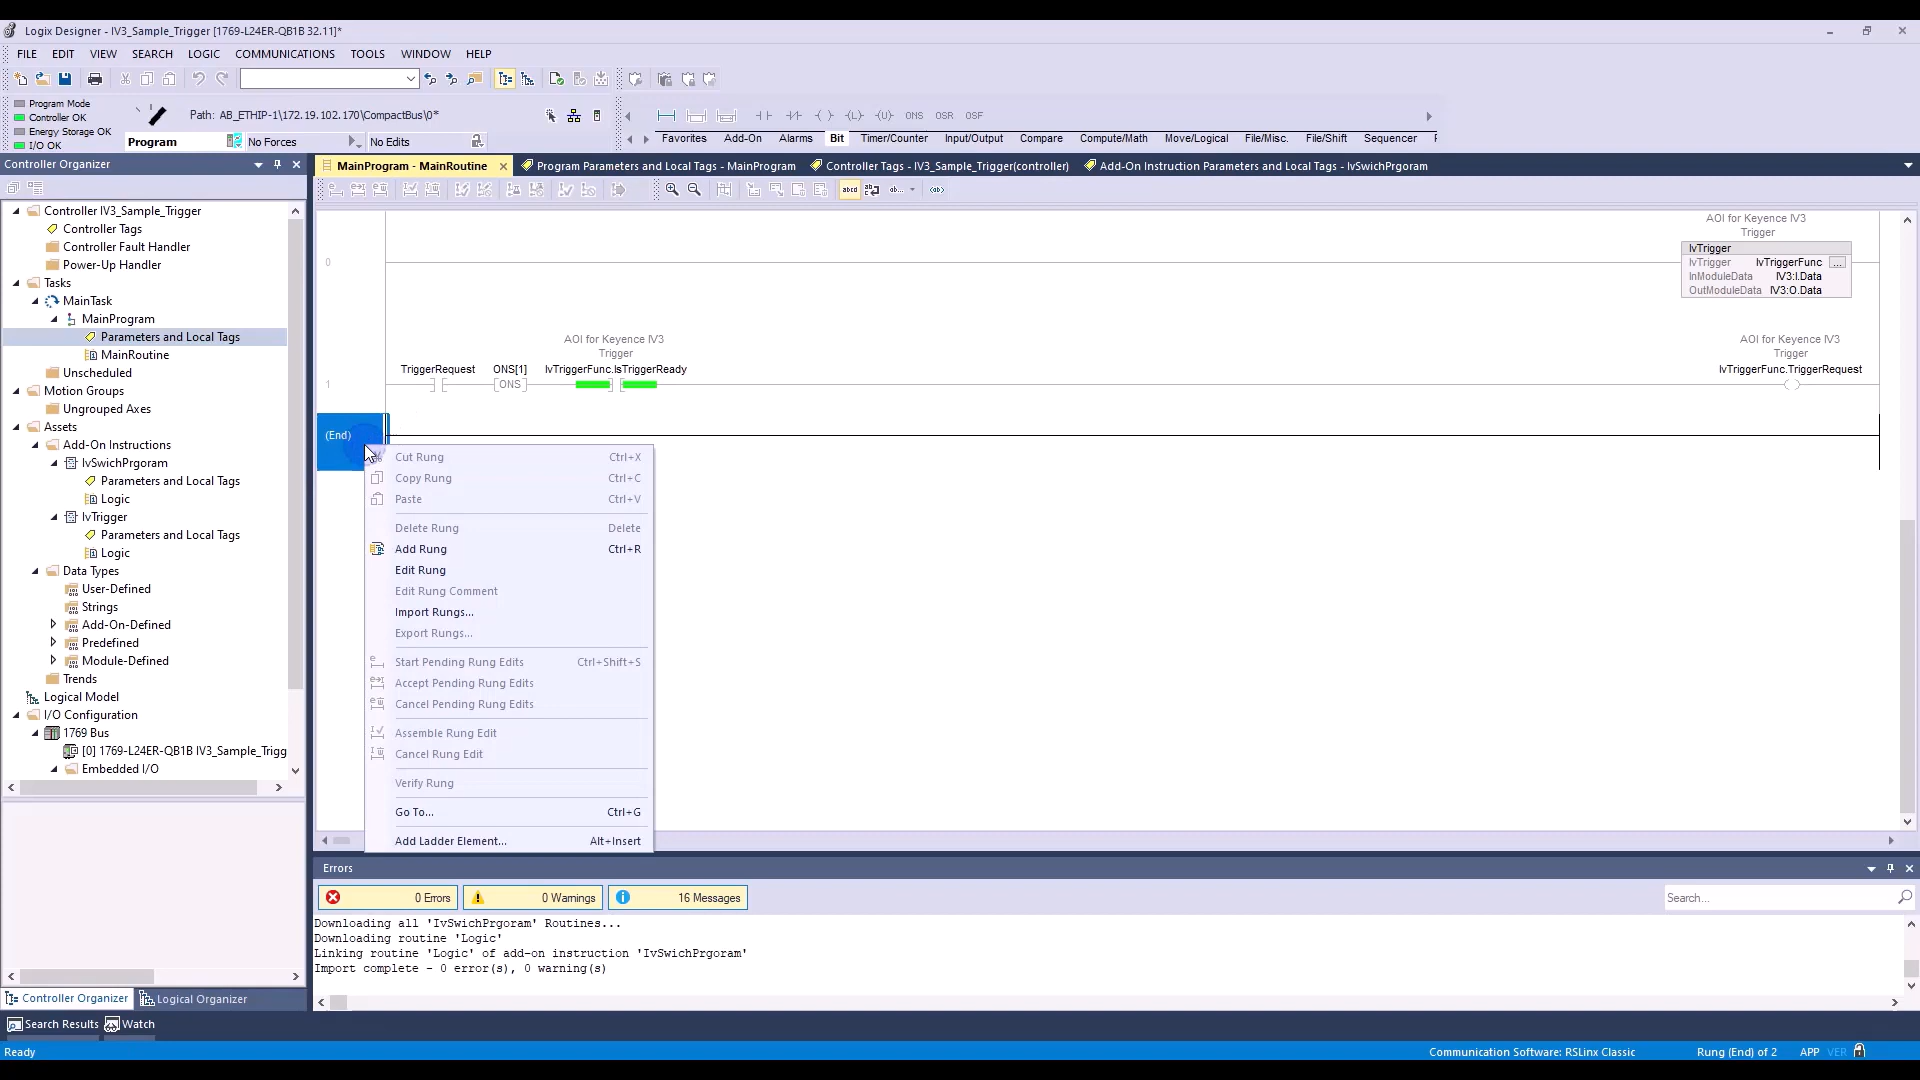 Logix Designer - IV3_Sample_Trigger [1769-L24ER-QB1B 32.11]*
FILE EDIT VIEW SEARCH LOGIC COMMUNICATIONS TOOLS WINDOW HELP
Program Mode
Controller OK
Energy Storage OK
I/O OK
Path: AB_ETHIP-1\172.19.102.170\CompactBus\0*
Program No Forces No Edits
ONS OSR OSF
Favorites Add-On Alarms Bit Timer/Counter Input/Output Compare Compute/Math Move/Logical File/Misc. File/Shift Sequencer
Controller Organizer
MainProgram - MainRoutine
Program Parameters and Local Tags - MainProgram
Controller Tags - IV3_Sample_Trigger(controller)
Add-On Instruction Parameters and Local Tags - IvSwichPrgoram
Controller IV3_Sample_Trigger
Controller Tags
Controller Fault Handler
Power-Up Handler
Tasks
MainTask
MainProgram
Parameters and Local Tags
MainRoutine
Unscheduled
Motion Groups
Ungrouped Axes
Assets
Add-On Instructions
IvSwichPrgoram
Parameters and Local Tags
Logic
IvTrigger
Parameters and Local Tags
Logic
Data Types
User-Defined
Strings
Add-On-Defined
Predefined
Module-Defined
Trends
Logical Model
I/O Configuration
1769 Bus
[0] 1769-L24ER-QB1B IV3_Sample_Trigg
Embedded I/O
Controller Organizer
Logical Organizer
AOI for Keyence IV3
Trigger
IvTrigger
IvTrigger IvTriggerFunc ...
InModuleData IV3:I.Data
OutModuleData IV3:O.Data
0
AOI for Keyence IV3
Trigger
TriggerRequest ONS[1] IvTriggerFunc.IsTriggerReady
ONS
AOI for Keyence IV3
Trigger
IvTriggerFunc.TriggerRequest
1
(End)
Cut Rung Ctrl+X
Copy Rung Ctrl+C
Paste Ctrl+V
Delete Rung Delete
Add Rung Ctrl+R
Edit Rung
Edit Rung Comment
Import Rungs...
Export Rungs...
Start Pending Rung Edits Ctrl+Shift+S
Accept Pending Rung Edits
Cancel Pending Rung Edits
Assemble Rung Edit
Cancel Rung Edit
Verify Rung
Go To... Ctrl+G
Add Ladder Element... Alt+Insert
Errors
0 Errors 0 Warnings 16 Messages
Search...
Downloading all 'IvSwichPrgoram' Routines...
Downloading routine 'Logic'
Linking routine 'Logic' of add-on instruction 'IvSwichPrgoram'
Import complete - 0 error(s), 0 warning(s)
Search Results Watch
Ready
Communication Software: RSLinx Classic
Rung (End) of 2
APP VER